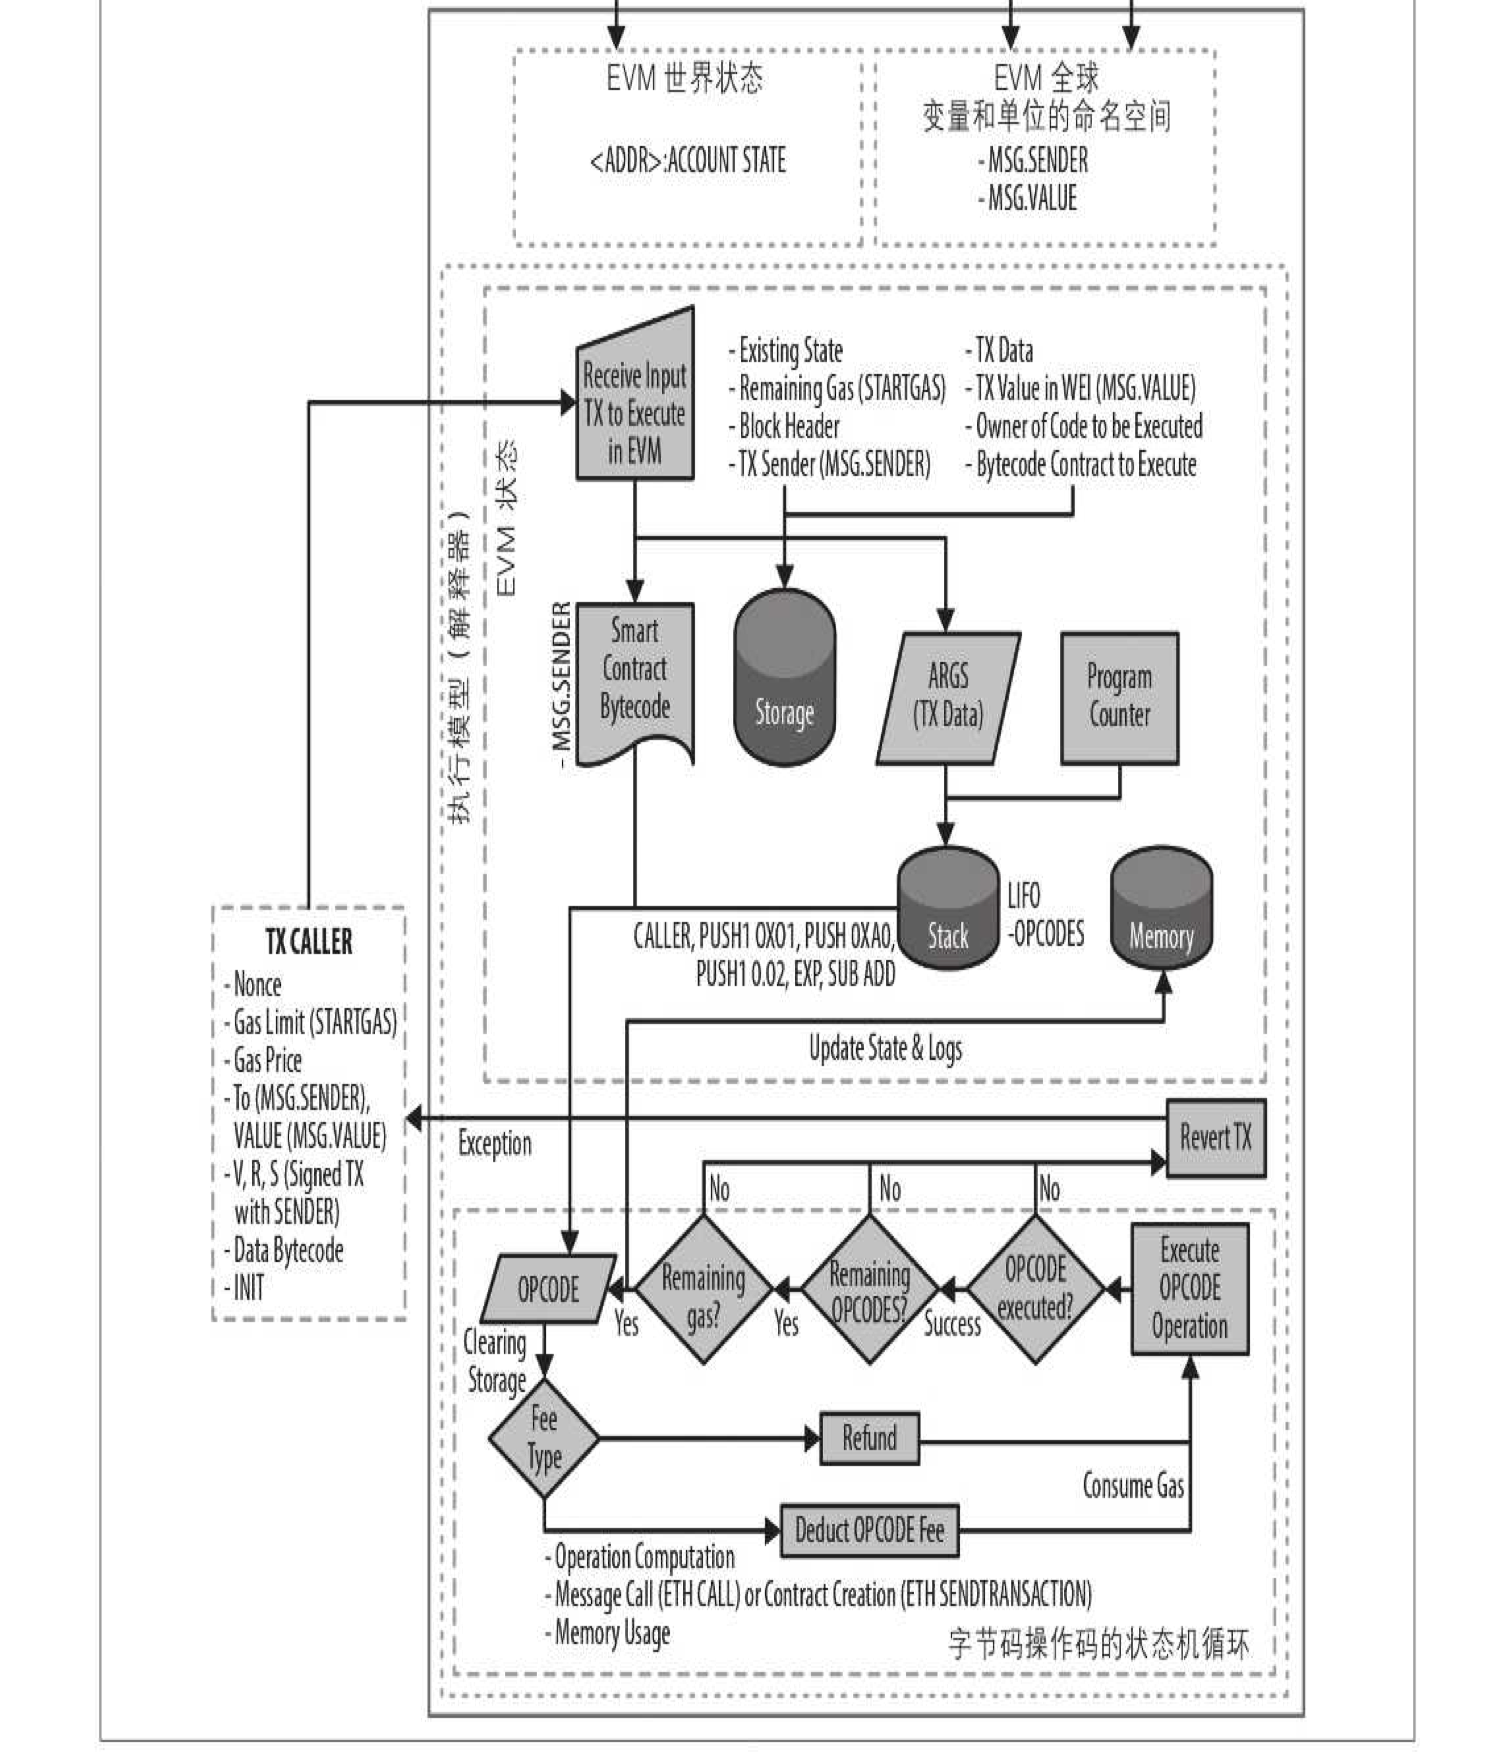 EVM 世界状态
<ADDR>:ACCOUNT STATE
EVM 全球
变量和单位的命名空间
- MSG.SENDER
- MSG.VALUE
执行模型（解释器）
EVM 状态
Receive Input
TX to Execute
in EVM
- Existing State
- Remaining Gas (STARTGAS)
- Block Header
- TX Sender (MSG.SENDER)
- TX Data
- TX Value in WEI (MSG.VALUE)
- Owner of Code to be Executed
- Bytecode Contract to Execute
- MSG.SENDER
Smart
Contract
Bytecode
Storage
ARGS
(TX Data)
Program
Counter
Stack
LIFO
-OPCODES
Memory
CALLER, PUSH1 0X01, PUSH 0XA0,
PUSH1 0.02, EXP, SUB ADD
Update State & Logs
TX CALLER
- Nonce
- Gas Limit (STARTGAS)
- Gas Price
- To (MSG.SENDER),
VALUE (MSG.VALUE)
- V, R, S (Signed TX
with SENDER)
- Data Bytecode
- INIT
Exception
Revert TX
No
No
No
OPCODE
Yes
Remaining
gas?
Yes
Remaining
OPCODES?
Success
OPCODE
executed?
Execute
OPCODE
Operation
Clearing
Storage
Fee
Type
Refund
Consume Gas
Deduct OPCODE Fee
- Operation Computation
- Message Call (ETH CALL) or Contract Creation (ETH SENDTRANSACTION)
- Memory Usage
字节码操作码的状态机循环